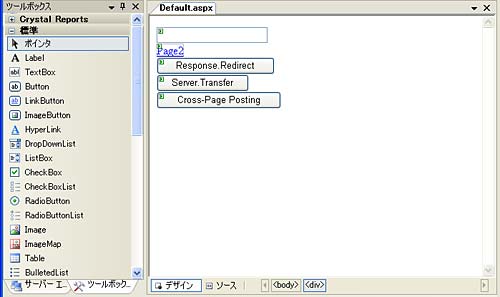 ツールボックス
Crystal Reports
標準
ポインタ
Label
TextBox
Button
LinkButton
ImageButton
HyperLink
DropDownList
ListBox
CheckBox
CheckBoxList
RadioButton
RadioButtonList
Image
ImageMap
Table
BulletedList
サーバー エ...
ツールボック...
Default.aspx
Page2
Response.Redirect
Server.Transfer
Cross-Page Posting
デザイン
ソース
<body>
<div>